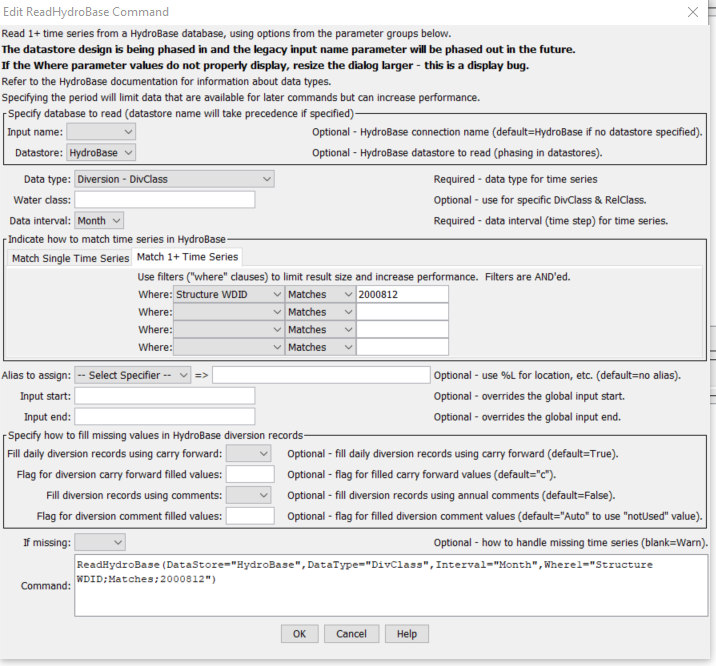 Edit ReadHydroBase Command
Read 1+ time series from a HydroBase database, using options from the parameter groups below.
The datastore design is being phased in and the legacy input name parameter will be phased out in the future.
If the Where parameter values do not properly display, resize the dialog larger - this is a display bug.
Refer to the HydroBase documentation for information about data types.
Specifying the period will limit data that are available for later commands but can increase performance.
Specify database to read (datastore name will take precedence if specified)
Input name: Optional - HydroBase connection name (default=HydroBase if no datastore specified).
Datastore: HydroBase Optional - HydroBase datastore to read (phasing in datastores).
Data type: Diversion - DivClass Required - data type for time series
Water class: Optional - use for specific DivClass & RelClass.
Data interval: Month Required - data interval (time step) for time series.
Indicate how to match time series in HydroBase
Match Single Time Series Match 1+ Time Series
Use filters ("where" clauses) to limit result size and increase performance. Filters are AND'ed.
Where: Structure WDID Matches 2000812
Where: Matches
Where: Matches
Where: Matches
Alias to assign: -- Select Specifier -- => Optional - use %L for location, etc. (default=no alias).
Input start: Optional - overrides the global input start.
Input end: Optional - overrides the global input end.
Specify how to fill missing values in HydroBase diversion records
Fill daily diversion records using carry forward: Optional - fill daily diversion records using carry forward (default=True).
Flag for diversion carry forward filled values: Optional - flag for filled carry forward values (default="c").
Fill diversion records using comments: Optional - fill diversion records using annual comments (default=False).
Flag for diversion comment filled values: Optional - flag for filled diversion comment values (default="Auto" to use "notUsed" value).
If missing: Optional - how to handle missing time series (blank=Warn).
Command: ReadHydroBase(DataStore="HydroBase",DataType="DivClass",Interval="Month",Where1="Structure
WDID;Matches;2000812")
OK Cancel Help